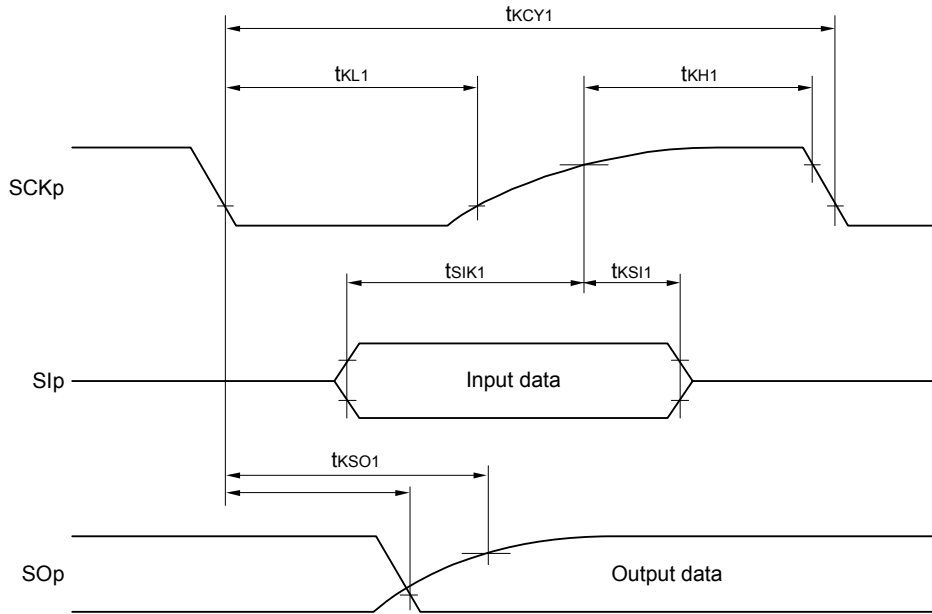 tKCY1
tKL1
tKH1
SCKp
tSIK1
tKSI1
SIp
Input data
tKSO1
SOp
Output data